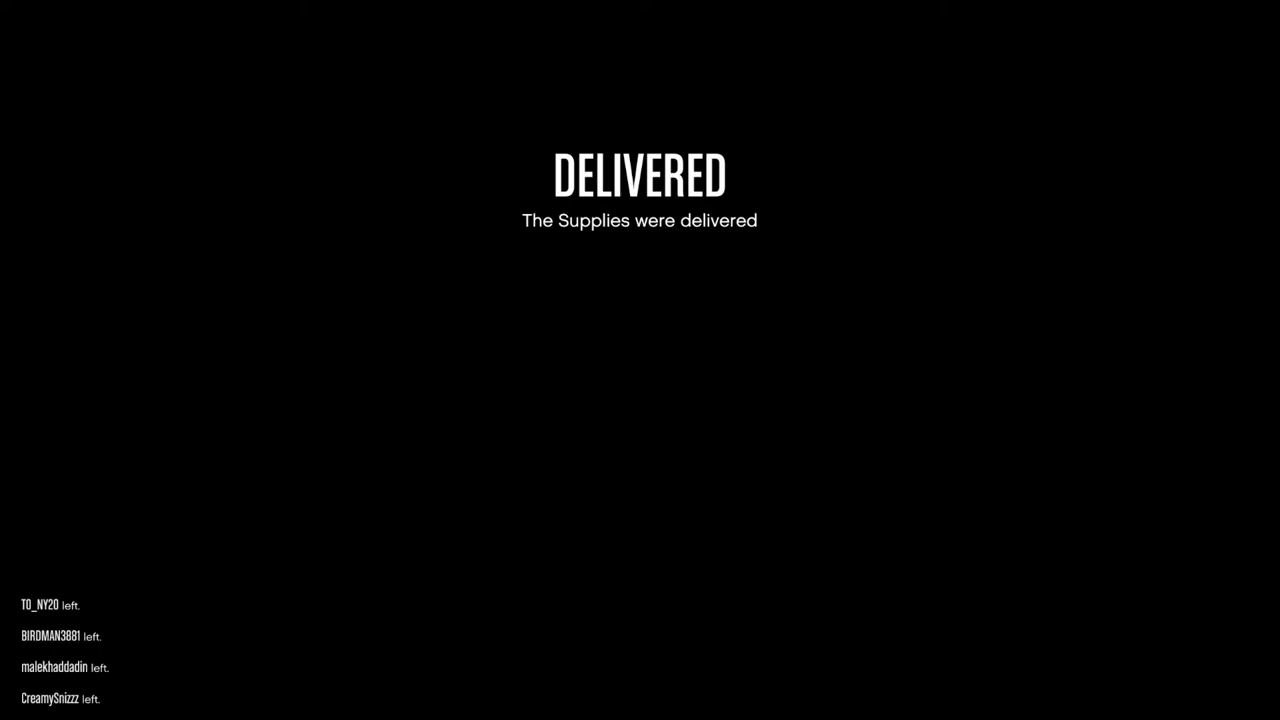 DELIVERED
The Supplies were delivered
TO_NY20 left.
BIRDMAN3881 left.
malekhaddadin left.
CreamySnizzz left.